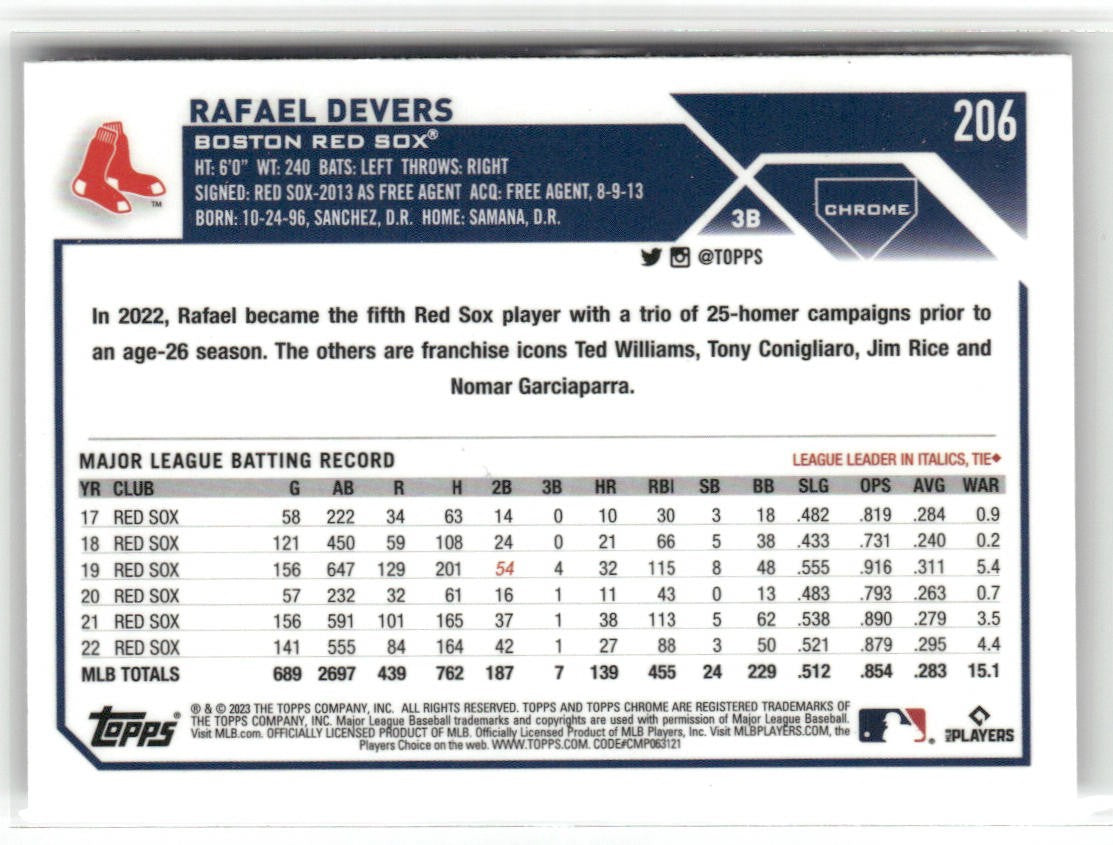 RAFAEL DEVERS
206
BOSTON RED SOX®
HT: 6'0" WT: 240 BATS: LEFT THROWS: RIGHT
SIGNED: RED SOX-2013 AS FREE AGENT ACQ: FREE AGENT, 8-9-13
BORN: 10-24-96, SANCHEZ, D.R. HOME: SAMANA, D.R.
3B
CHROME
TM
@TOPPS
In 2022, Rafael became the fifth Red Sox player with a trio of 25-homer campaigns prior to
an age-26 season. The others are franchise icons Ted Williams, Tony Conigliaro, Jim Rice and
Nomar Garciaparra.
MAJOR LEAGUE BATTING RECORD LEAGUE LEADER IN ITALICS, TIE♦
YR CLUB G AB R H 2B 3B HR RBI SB BB SLG OPS AVG WAR
17 RED SOX 58 222 34 63 14 0 10 30 3 18 .482 .819 .284 0.9
18 RED SOX 121 450 59 108 24 0 21 66 5 38 .433 .731 .240 0.2
19 RED SOX 156 647 129 201 54 4 32 115 8 48 .555 .916 .311 5.4
20 RED SOX 57 232 32 61 16 1 11 43 0 13 .483 .793 .263 0.7
21 RED SOX 156 591 101 165 37 1 38 113 5 62 .538 .890 .279 3.5
22 RED SOX 141 555 84 164 42 1 27 88 3 50 .521 .879 .295 4.4
MLB TOTALS 689 2697 439 762 187 7 139 455 24 229 .512 .854 .283 15.1
TOPPS®
® & © 2023 THE TOPPS COMPANY, INC. ALL RIGHTS RESERVED. TOPPS AND TOPPS CHROME ARE REGISTERED TRADEMARKS OF
THE TOPPS COMPANY, INC. Major League Baseball trademarks and copyrights are used with permission of Major League Baseball.
Visit MLB.com. OFFICIALLY LICENSED PRODUCT OF MLB. Officially Licensed Product of MLB Players, Inc. Visit MLBPLAYERS.COM, the
Players Choice on the web. WWW.TOPPS.COM. CODE#CMP063121
PLAYERS